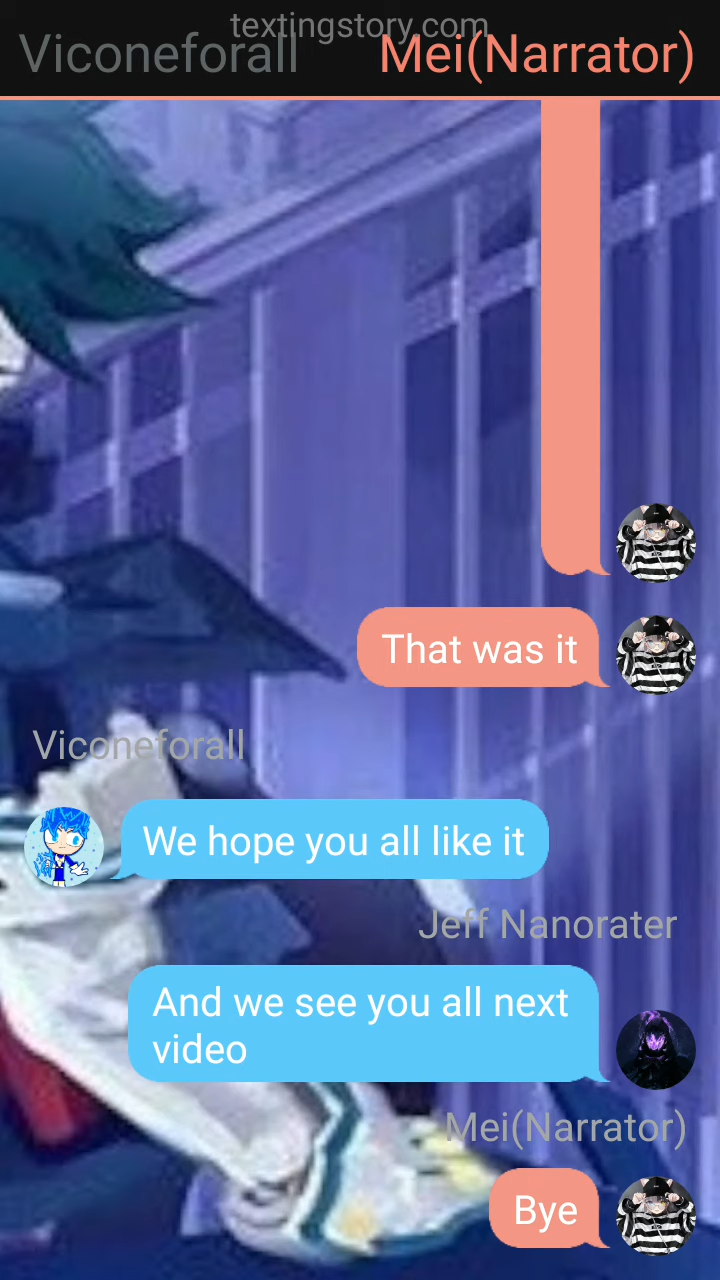 textingstory.com
Viconeforall
Mei(Narrator)
That was it
Viconeforall
We hope you all like it
Jeff Nanorater
And we see you all next
video
Mei(Narrator)
Bye